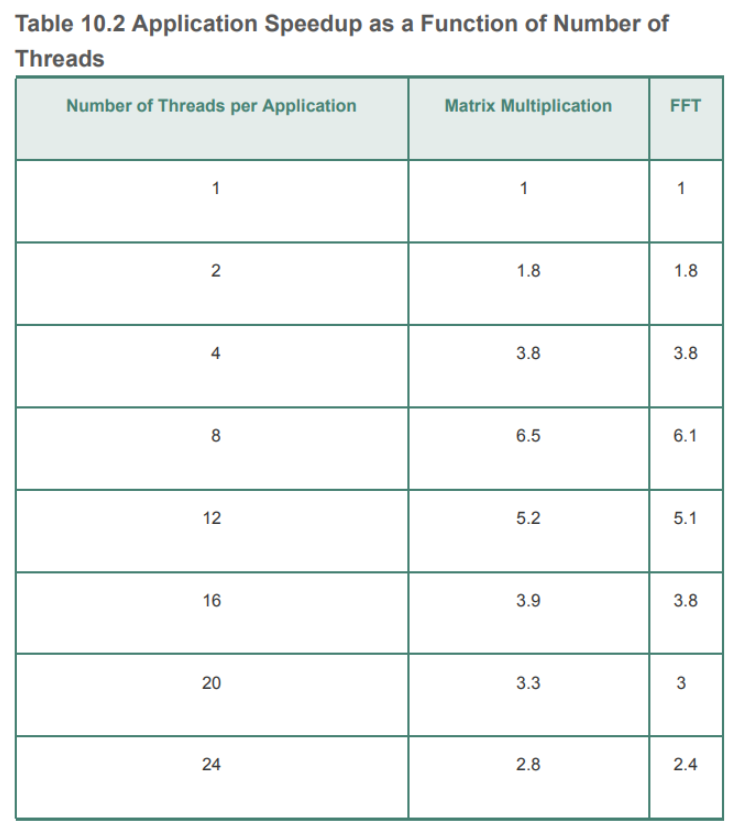 Table 10.2 Application Speedup as a Function of Number of
Threads
Number of Threads per Application Matrix Multiplication FFT
1 1 1
2 1.8 1.8
4 3.8 3.8
8 6.5 6.1
12 5.2 5.1
16 3.9 3.8
20 3.3 3
24 2.8 2.4